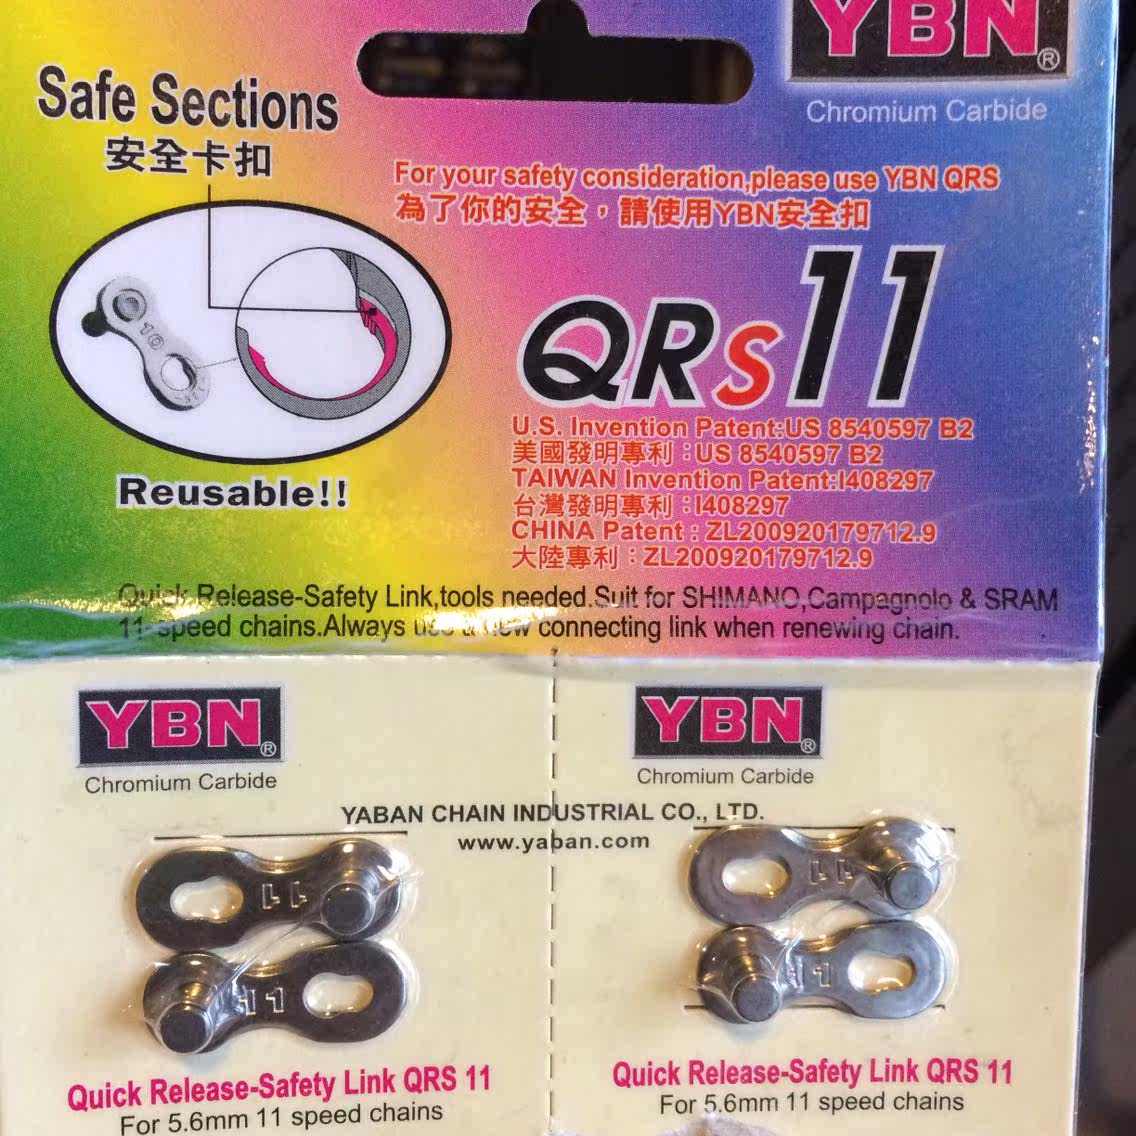 YBN®
Chromium Carbide
Safe Sections
安全卡扣
For your safety consideration,please use YBN QRS
為了你的安全，請使用YBN安全扣
10
QRS11
Reusable!!
U.S. Invention Patent:US 8540597 B2
美國發明專利：US 8540597 B2
TAIWAN Invention Patent:I408297
台灣發明專利：I408297
CHINA Patent : ZL200920179712.9
大陸專利：ZL200920179712.9
Quick Release-Safety Link,tools needed.Suit for SHIMANO,Campagnolo & SRAM
11-speed chains.Always use a new connecting link when renewing chain.
YBN®
Chromium Carbide
YBN®
Chromium Carbide
YABAN CHAIN INDUSTRIAL CO., LTD.
www.yaban.com
11
11
11
11
Quick Release-Safety Link QRS 11
For 5.6mm 11 speed chains
Quick Release-Safety Link QRS 11
For 5.6mm 11 speed chains